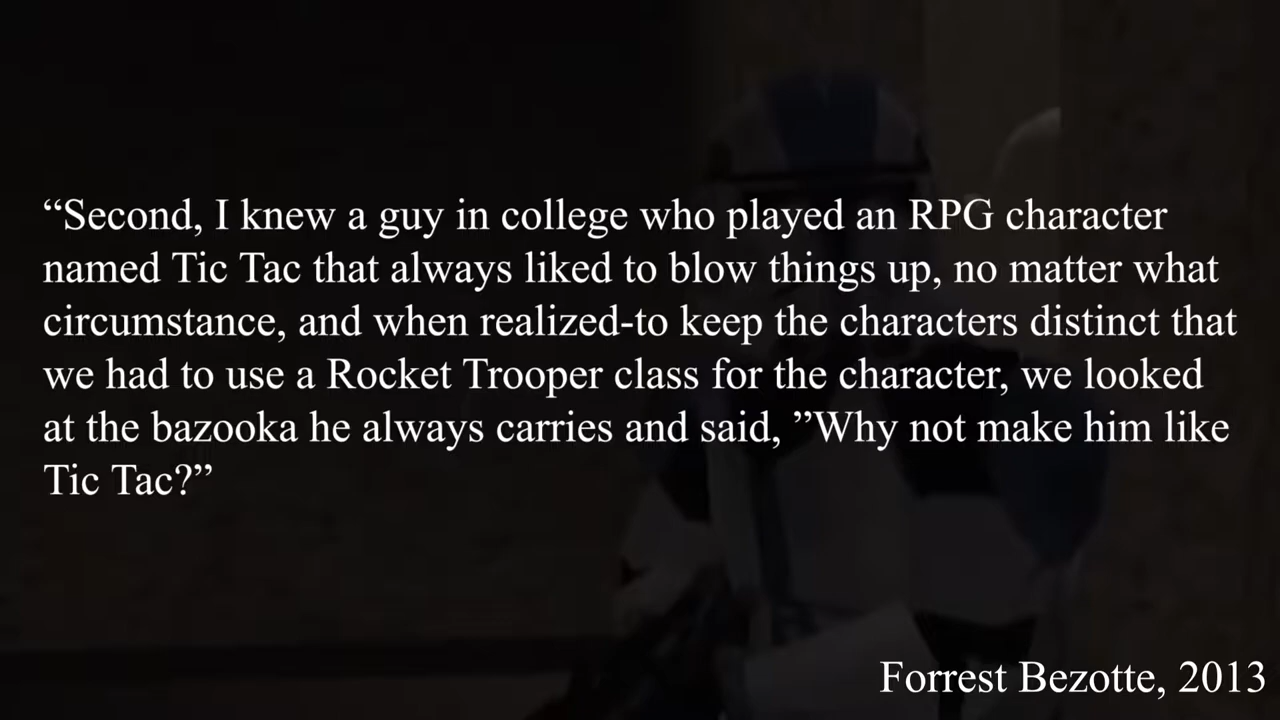 “Second, I knew a guy in college who played an RPG character
named Tic Tac that always liked to blow things up, no matter what
circumstance, and when realized-to keep the characters distinct that
we had to use a Rocket Trooper class for the character, we looked
at the bazooka he always carries and said, ”Why not make him like
Tic Tac?”
Forrest Bezotte, 2013